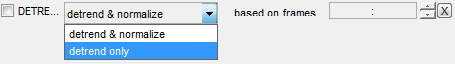 DETRE... detrend & normalize based on frames : X
detrend & normalize
detrend only